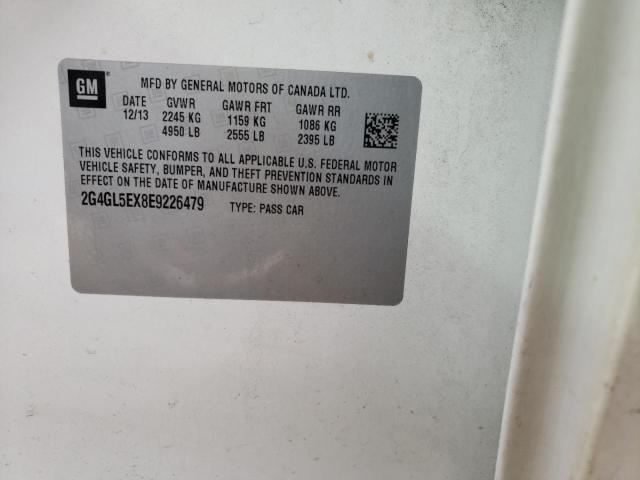 GM
MFD BY GENERAL MOTORS OF CANADA LTD.
DATE GVWR GAWR FRT GAWR RR
12/13 2245 KG 1159 KG 1086 KG
4950 LB 2555 LB 2395 LB
THIS VEHICLE CONFORMS TO ALL APPLICABLE U.S. FEDERAL MOTOR
VEHICLE SAFETY, BUMPER, AND THEFT PREVENTION STANDARDS IN
EFFECT ON THE DATE OF MANUFACTURE SHOWN ABOVE.
2G4GL5EX8E9226479 TYPE: PASS CAR